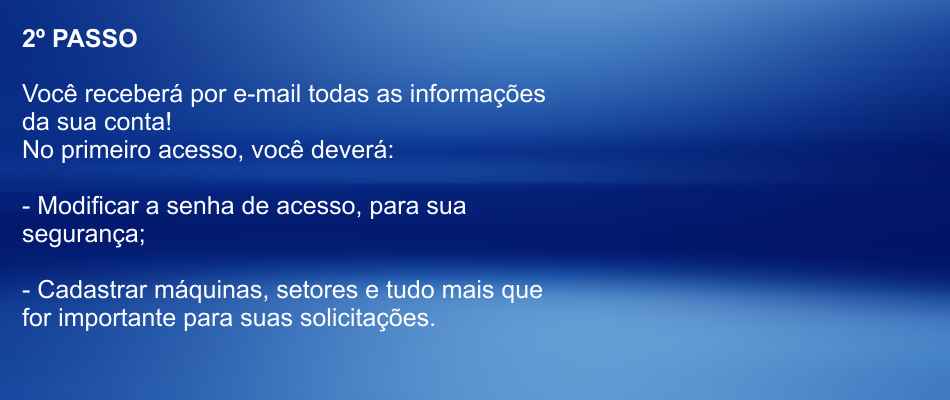 2º PASSO
Você receberá por e-mail todas as informações
da sua conta!
No primeiro acesso, você deverá:
- Modificar a senha de acesso, para sua
segurança;
- Cadastrar máquinas, setores e tudo mais que
for importante para suas solicitações.